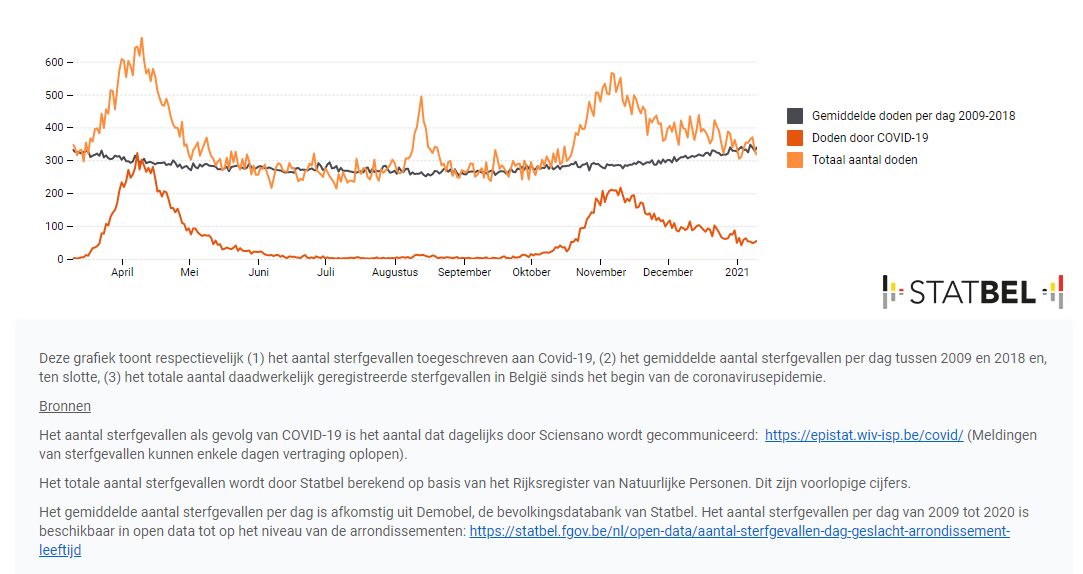 600
500
400
300
200
100
0
April Mei Juni Juli Augustus September Oktober November December 2021
Gemiddelde doden per dag 2009-2018
Doden door COVID-19
Totaal aantal doden
STATBEL
Deze grafiek toont respectievelijk (1) het aantal sterfgevallen toegeschreven aan Covid-19, (2) het gemiddelde aantal sterfgevallen per dag tussen 2009 en 2018 en,
ten slotte, (3) het totale aantal daadwerkelijk geregistreerde sterfgevallen in België sinds het begin van de coronavirusepidemie.
Bronnen
Het aantal sterfgevallen als gevolg van COVID-19 is het aantal dat dagelijks door Sciensano wordt gecommuniceerd: https://epistat.wiv-isp.be/covid/ (Meldingen
van sterfgevallen kunnen enkele dagen vertraging oplopen).
Het totale aantal sterfgevallen wordt door Statbel berekend op basis van het Rijksregister van Natuurlijke Personen. Dit zijn voorlopige cijfers.
Het gemiddelde aantal sterfgevallen per dag is afkomstig uit Demobel, de bevolkingsdatabank van Statbel. Het aantal sterfgevallen per dag van 2009 tot 2020 is
beschikbaar in open data tot op het niveau van de arrondissementen: https://statbel.fgov.be/nl/open-data/aantal-sterfgevallen-dag-geslacht-arrondissement-
leeftijd